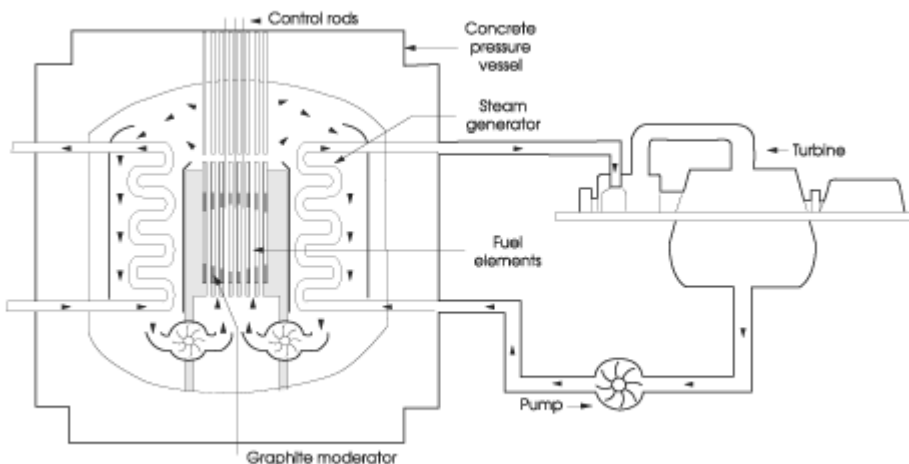 Control rods
Concrete
pressure
vessel
Steam
generator
Turbine
Fuel
elements
Pump
Graphite moderator